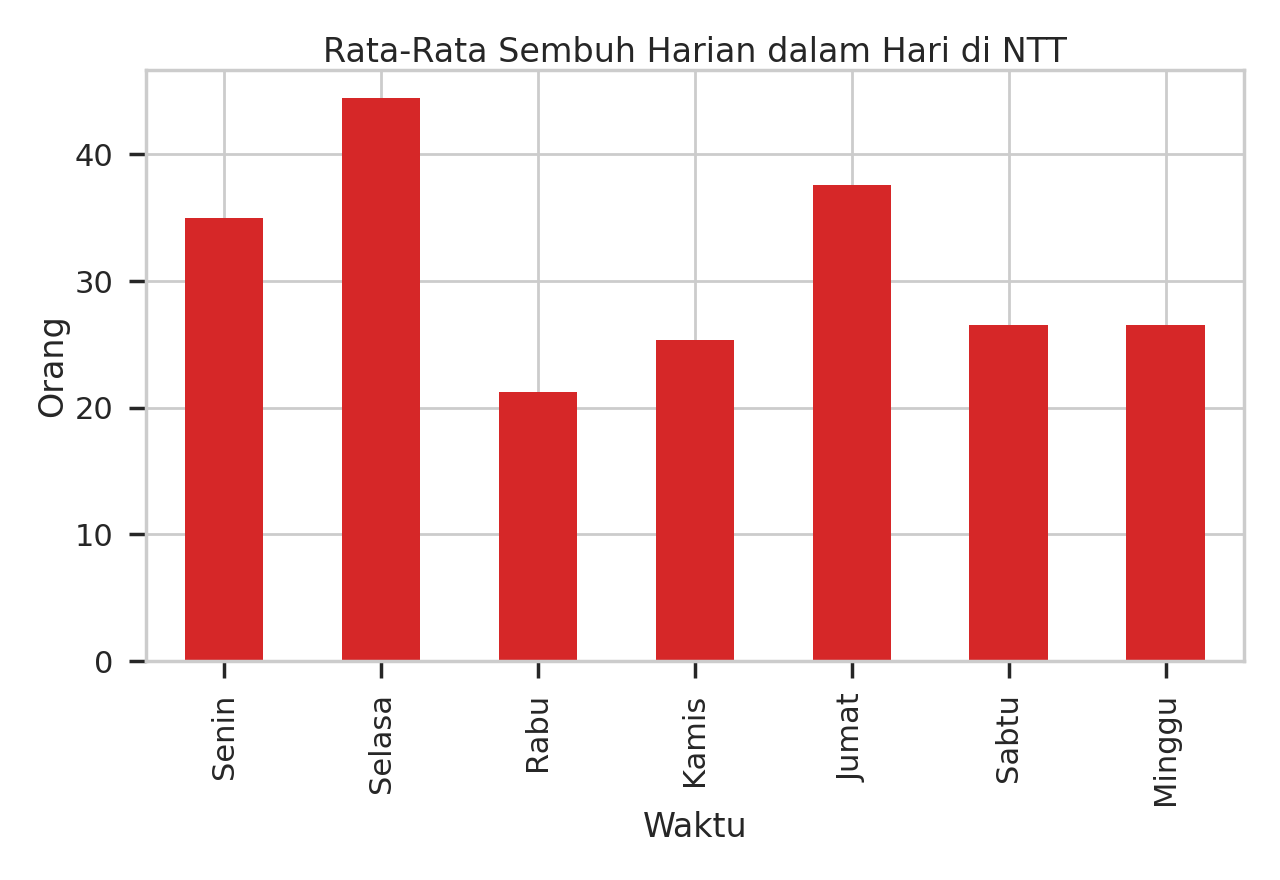 Rata-Rata Sembuh Harian dalam Hari di NTT
40
30
20
10
0
Orang
Senin
Selasa
Rabu
Kamis
Jumat
Sabtu
Minggu
Waktu